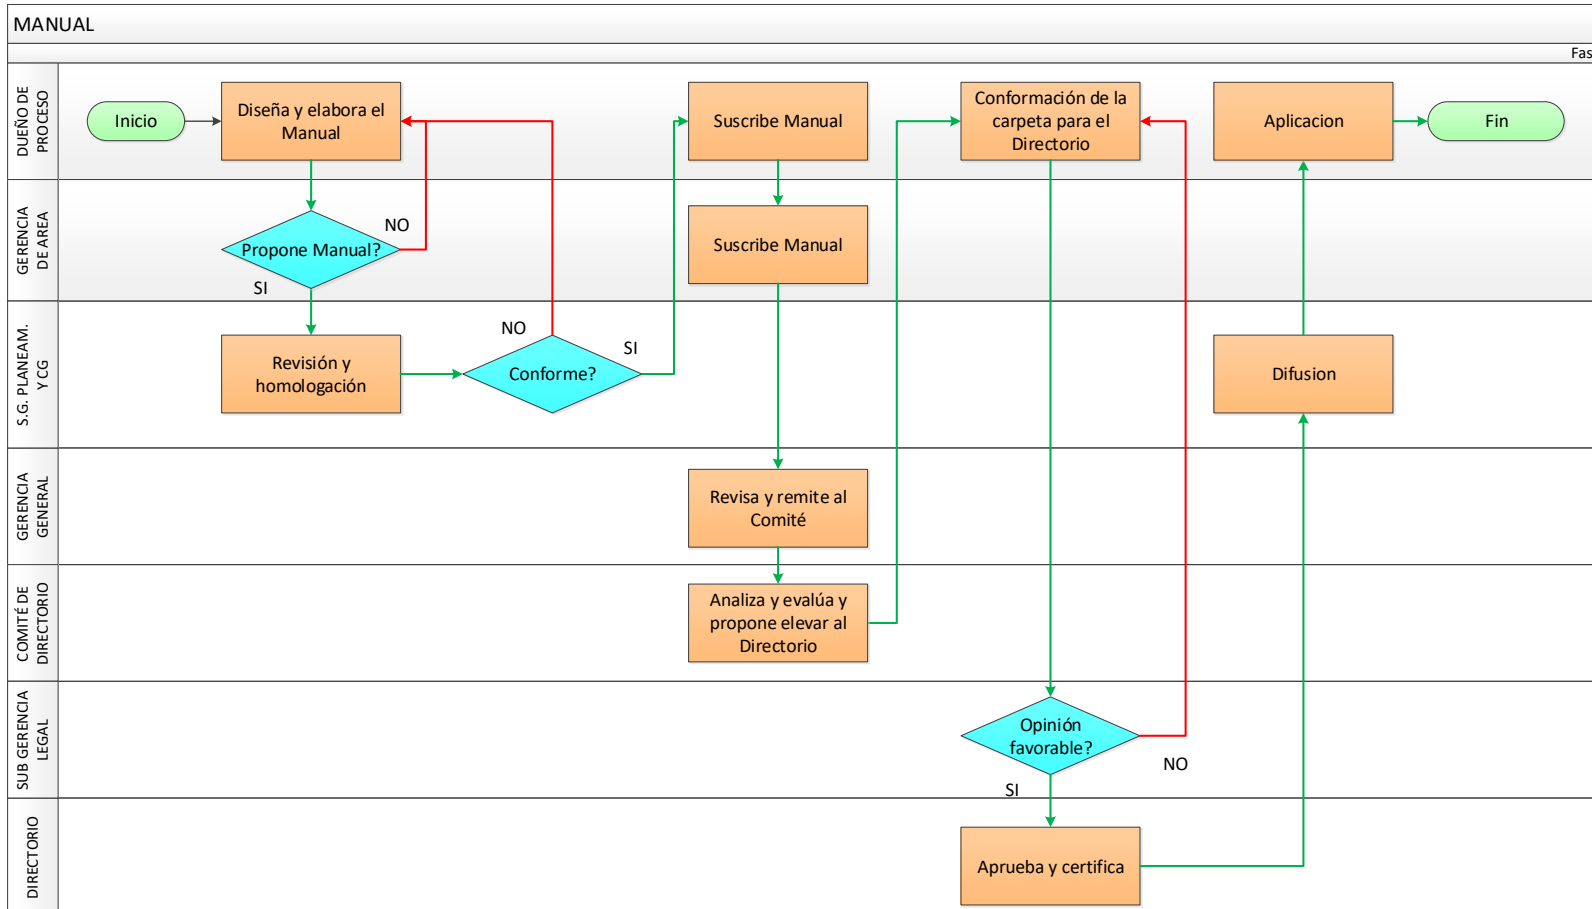 MANUAL
Fas
DUEÑO DE
PROCESO
Inicio
Diseña y elabora el
Manual
Suscribe Manual
Conformación de la
carpeta para el
Directorio
Aplicacion
Fin
GERENCIA
DE AREA
Propone Manual?
NO
SI
Suscribe Manual
S.G. PLANEAM.
Y CG
Revisión y
homologación
NO
Conforme?
SI
Difusion
GERENCIA
GENERAL
Revisa y remite al
Comité
COMITÉ DE
DIRECTORIO
Analiza y evalúa y
propone elevar al
Directorio
SUB GERENCIA
LEGAL
Opinión
favorable?
NO
SI
DIRECTORIO
Aprueba y certifica